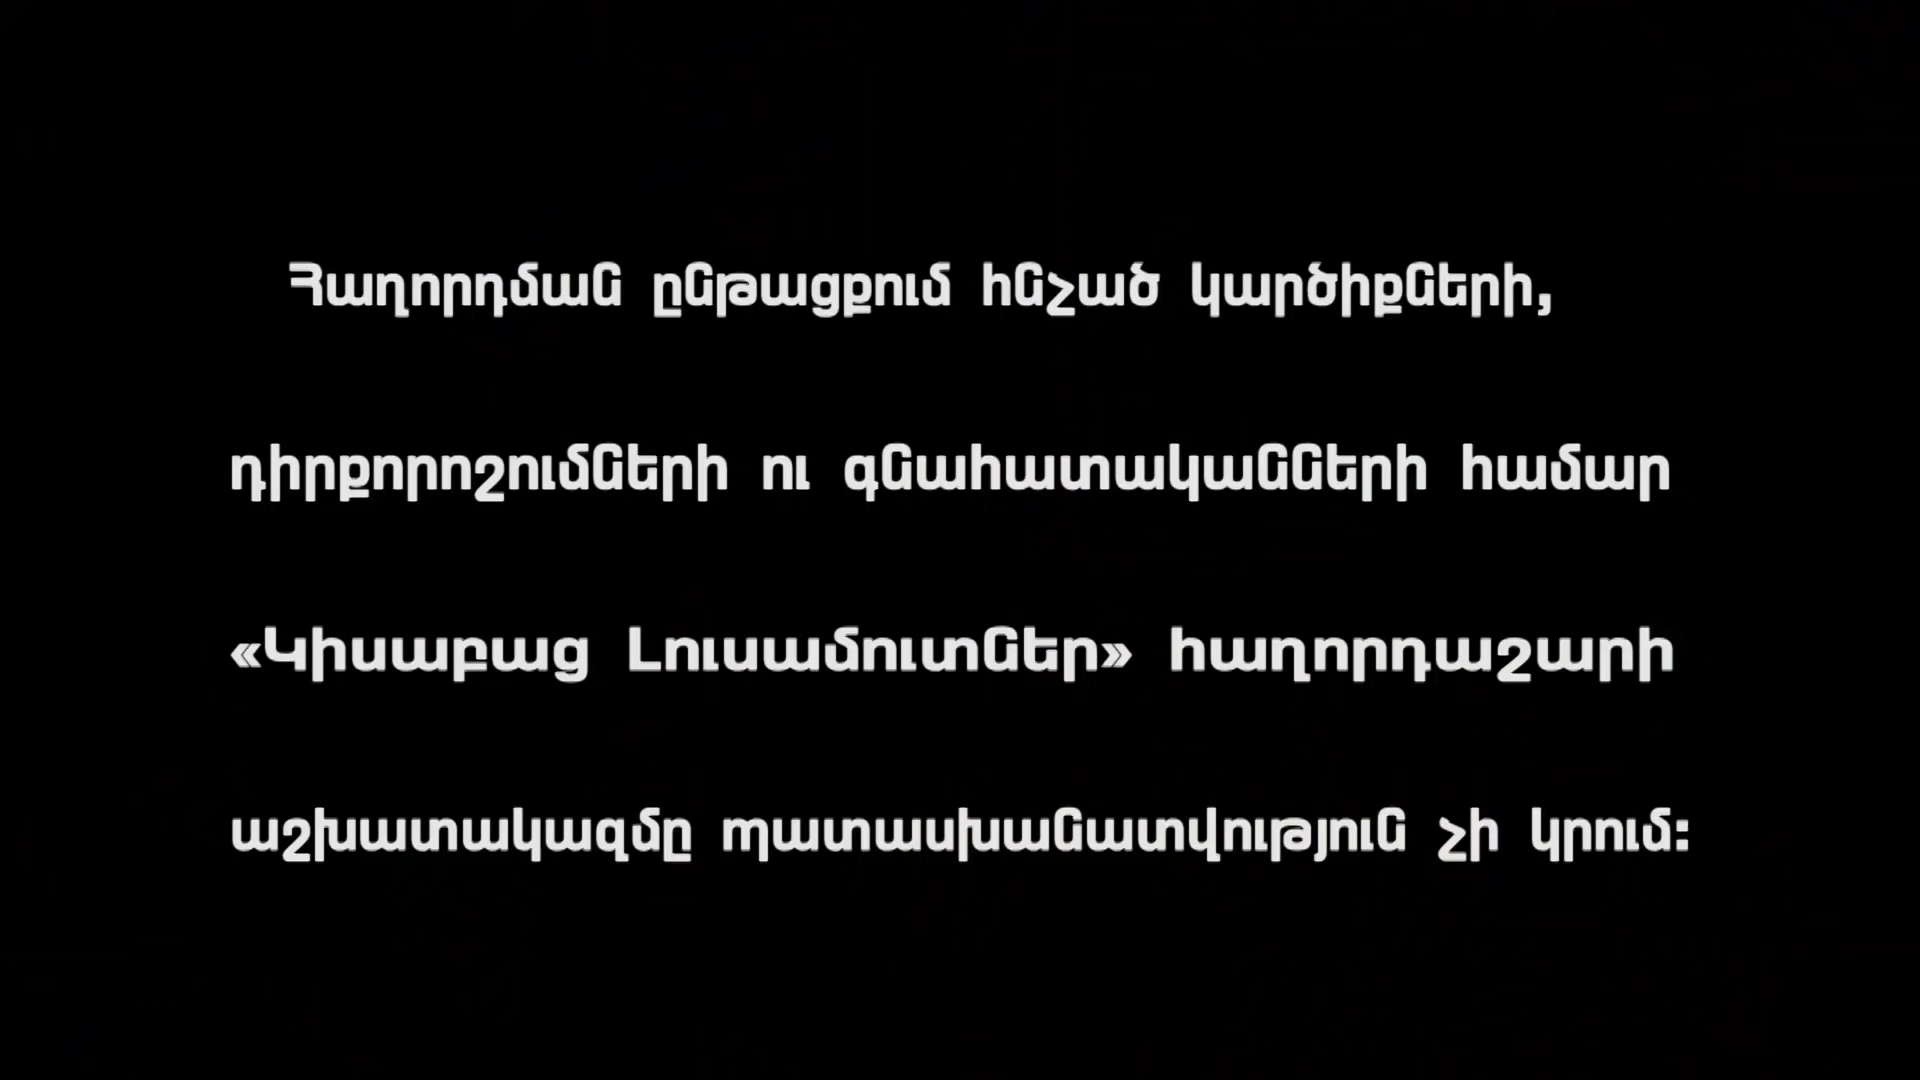 Հաղորդման ընթացքում հնչած կարծիքների,
դիրքորոշումների ու գնահատականների համար
«Կիսաբաց Լուսամուտներ» հաղորդաշարի
աշխատակազմը պատասխանատվություն չի կրում: